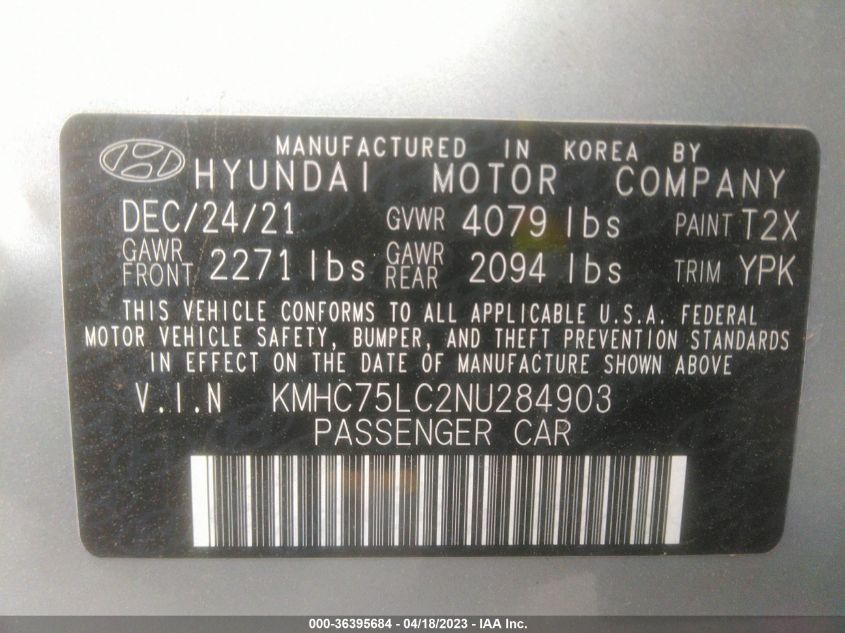 MANUFACTURED IN KOREA BY
HYUNDAI MOTOR COMPANY
DEC/24/21 GVWR 4079 lbs PAINT T2X
GAWR FRONT 2271 lbs GAWR REAR 2094 lbs TRIM YPK
THIS VEHICLE CONFORMS TO ALL APPLICABLE U.S.A. FEDERAL
MOTOR VEHICLE SAFETY, BUMPER, AND THEFT PREVENTION STANDARDS
IN EFFECT ON THE DATE OF MANUFACTURE SHOWN ABOVE
V.I.N KMHC75LC2NU284903
PASSENGER CAR
000-36395684 - 04/18/2023 - IAA Inc.